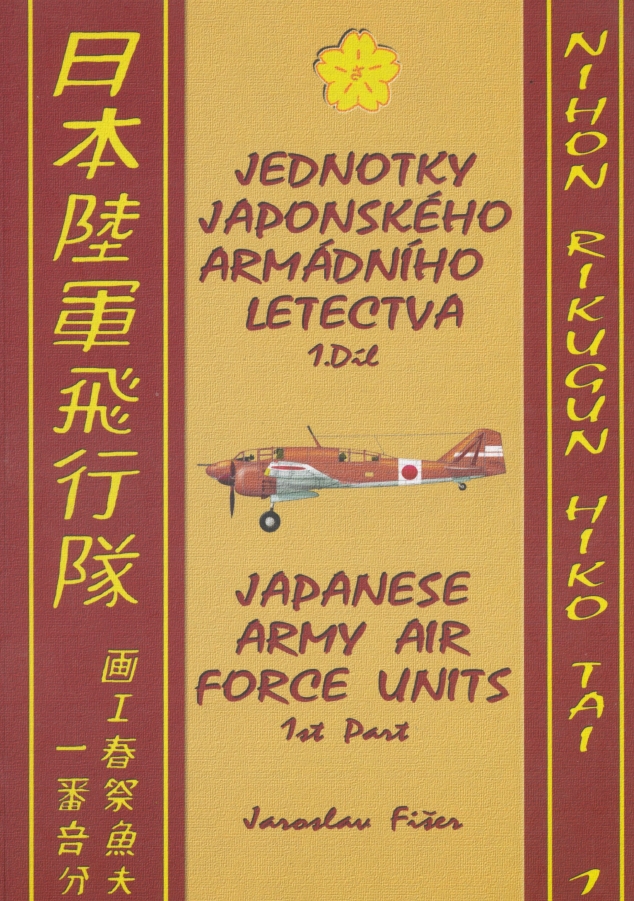 日本陸軍飛行隊
画工春祭魚夫
一番音分
JEDNOTKY
JAPONSKÉHO
ARMÁDNÍHO
LETECTVA
1.Díl
JAPANESE
ARMY AIR
FORCE UNITS
1st Part
Jaroslav Fišer
NIHON RIKUGUN HIKO TAI 1